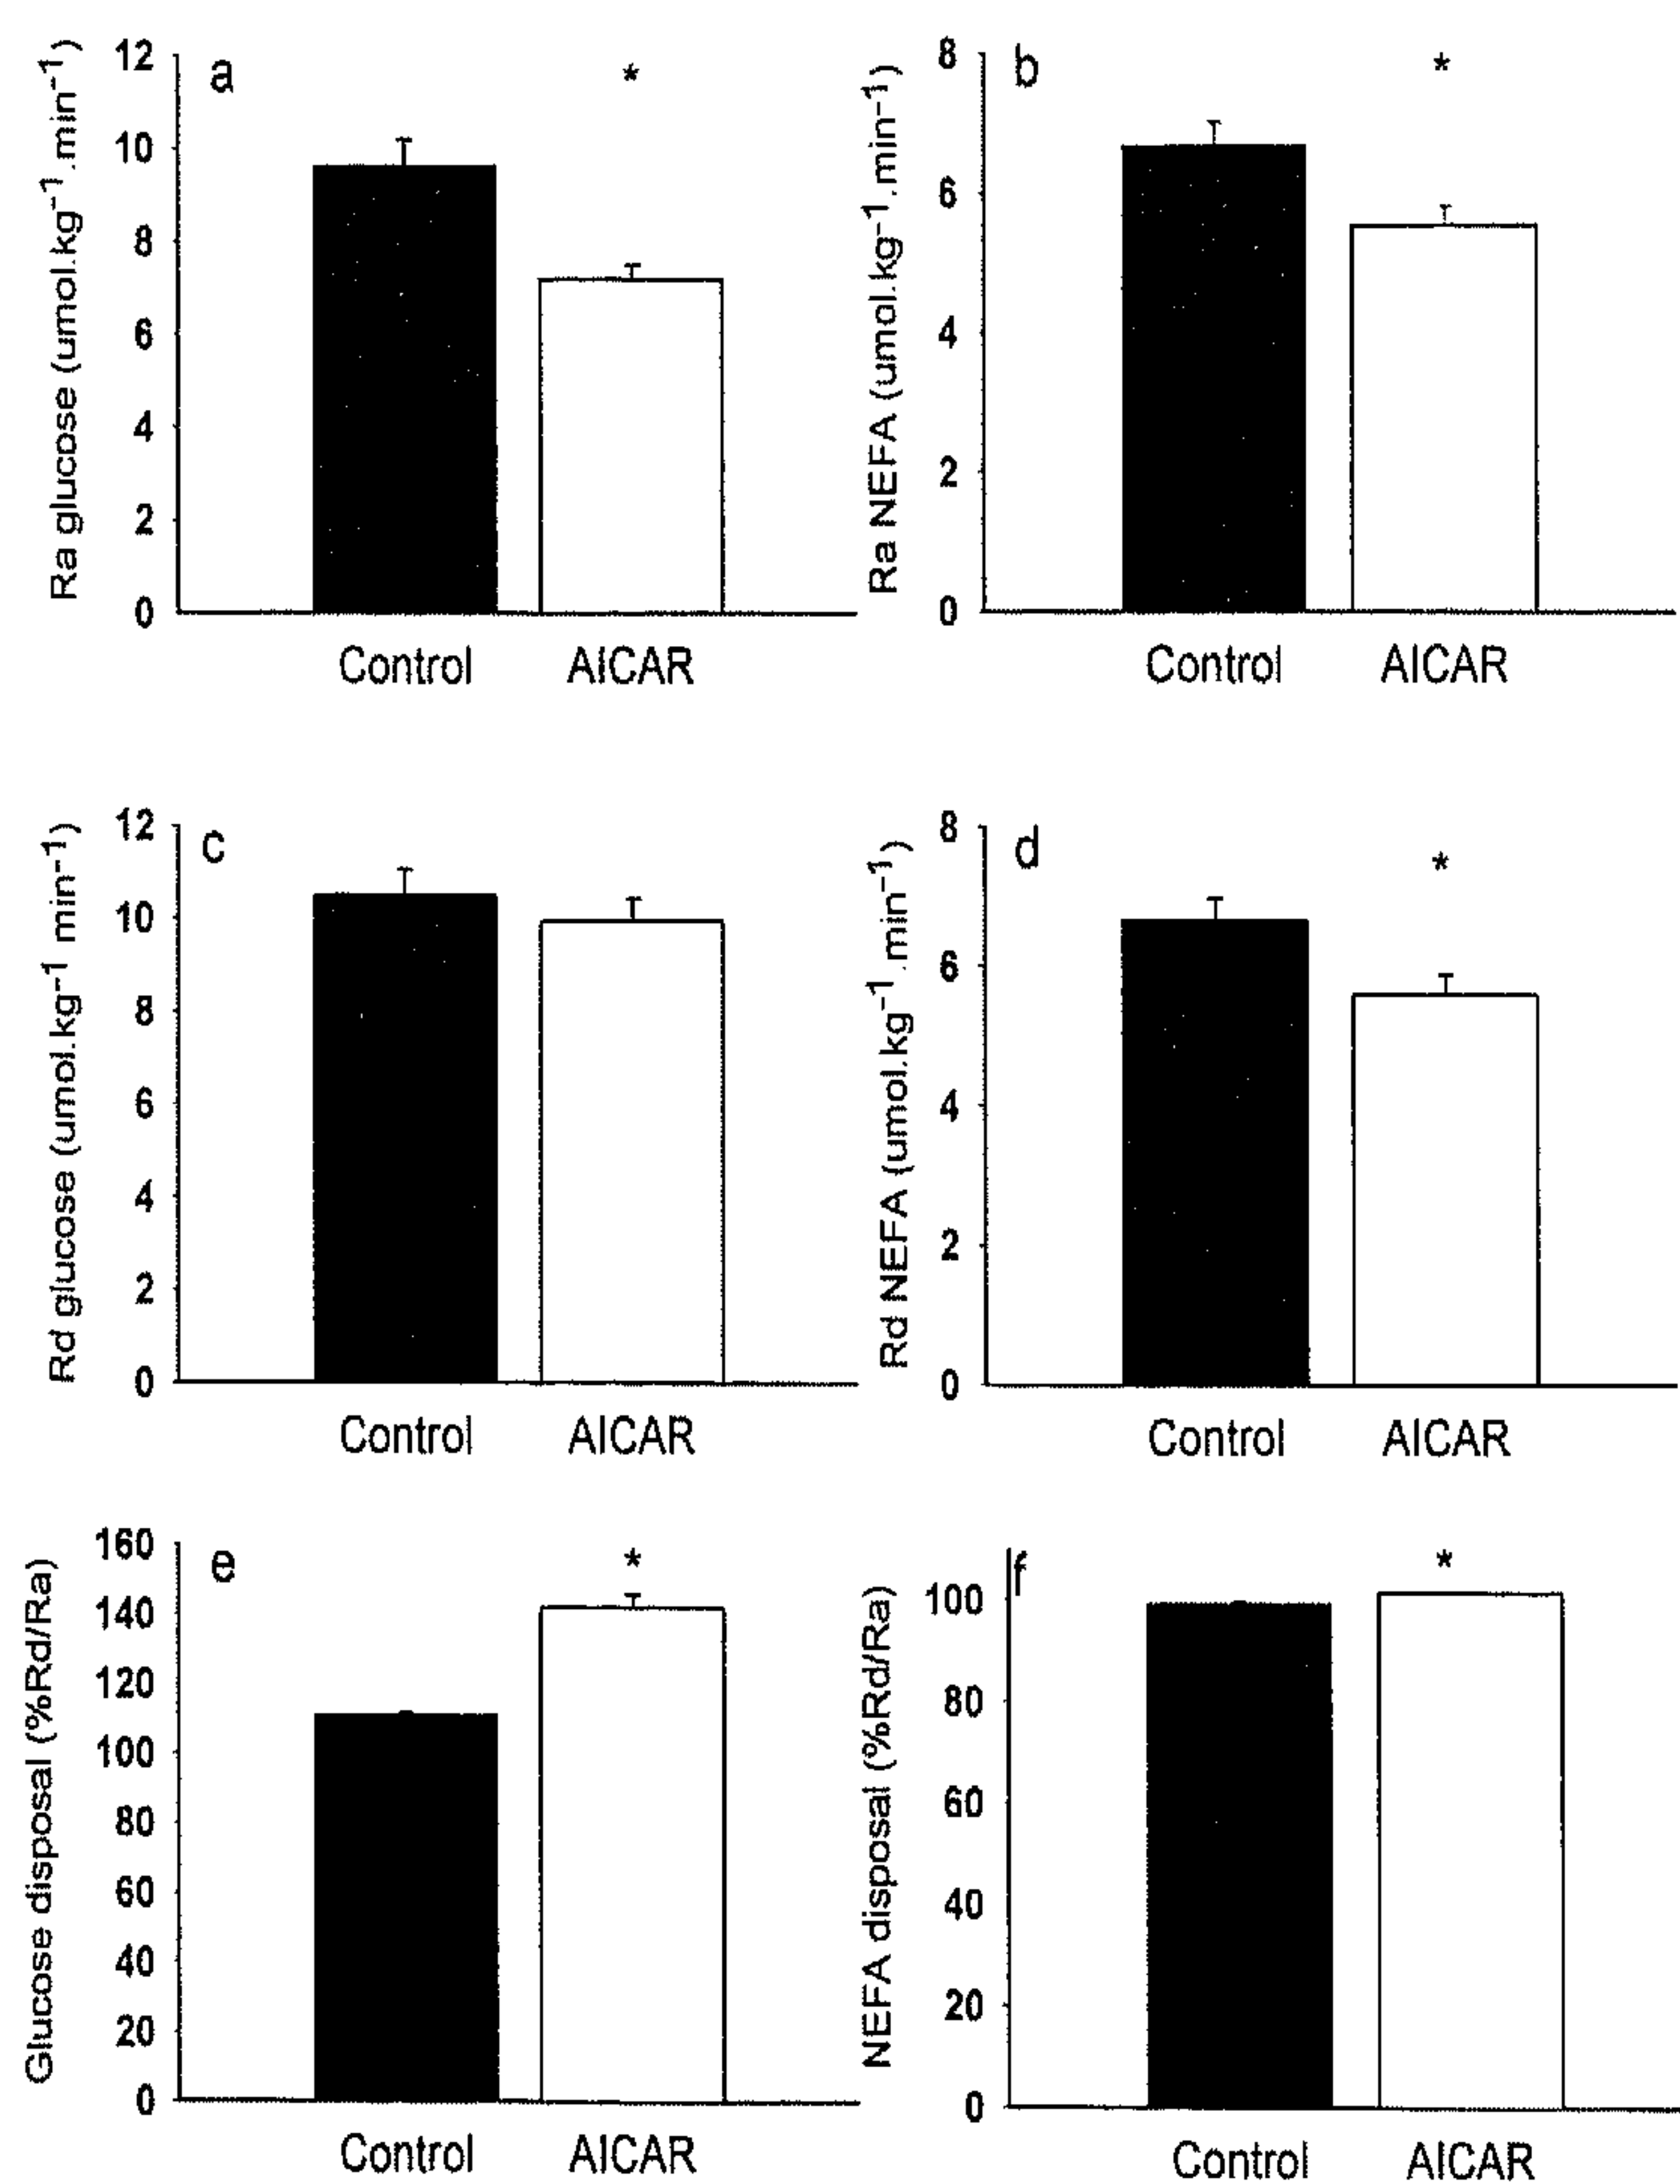 a
*
Ra glucose (umol.kg⁻¹.min⁻¹)
12
10
8
6
4
2
0
Control AICAR
b
*
Ra NEFA (umol.kg⁻¹.min⁻¹)
8
6
4
2
0
Control AICAR
c
Rd glucose (umol.kg⁻¹ min⁻¹)
12
10
8
6
4
2
0
Control AICAR
d
*
Rd NEFA (umol.kg⁻¹.min⁻¹)
8
6
4
2
0
Control AICAR
e
*
Glucose disposal (%Rd/Ra)
160
140
120
100
80
60
40
20
0
Control AICAR
f
*
NEFA disposal (%Rd/Ra)
100
80
60
40
20
0
Control AICAR